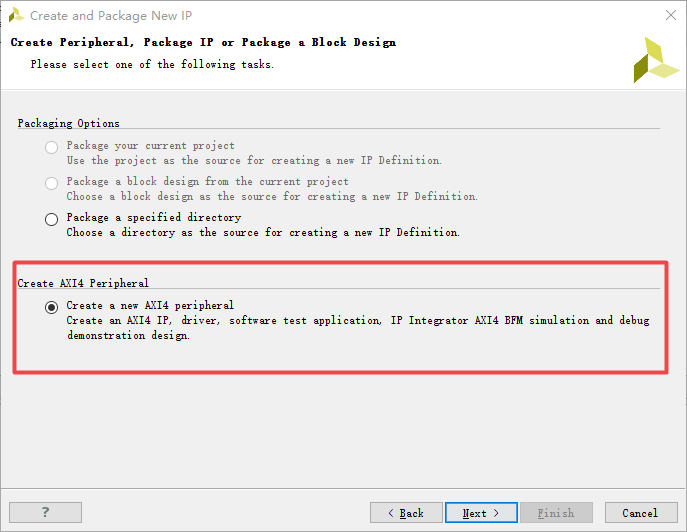 Create and Package New IP
Create Peripheral, Package IP or Package a Block Design
Please select one of the following tasks.
Packaging Options
Package your current project
Use the project as the source for creating a new IP Definition.
Package a block design from the current project
Choose a block design as the source for creating a new IP Definition.
Package a specified directory
Choose a directory as the source for creating a new IP Definition.
Create AXI4 Peripheral
Create a new AXI4 peripheral
Create an AXI4 IP, driver, software test application, IP Integrator AXI4 BFM simulation and debug
demonstration design.
? < Back Next > Finish Cancel